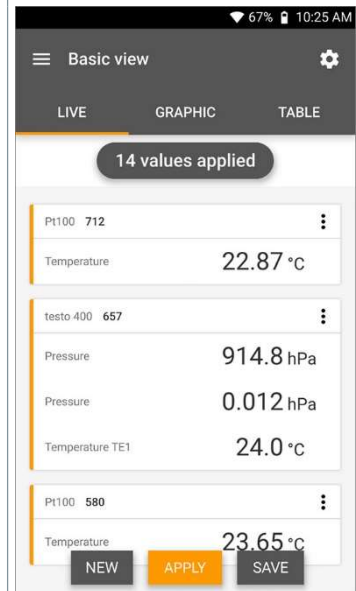 67% 10:25 AM
Basic view
LIVE GRAPHIC TABLE
14 values applied
Pt100 712
Temperature 22.87 °C
testo 400 657
Pressure 914.8 hPa
Pressure 0.012 hPa
Temperature TE1 24.0 °C
Pt100 580
Temperature 23.65 °C
NEW APPLY SAVE